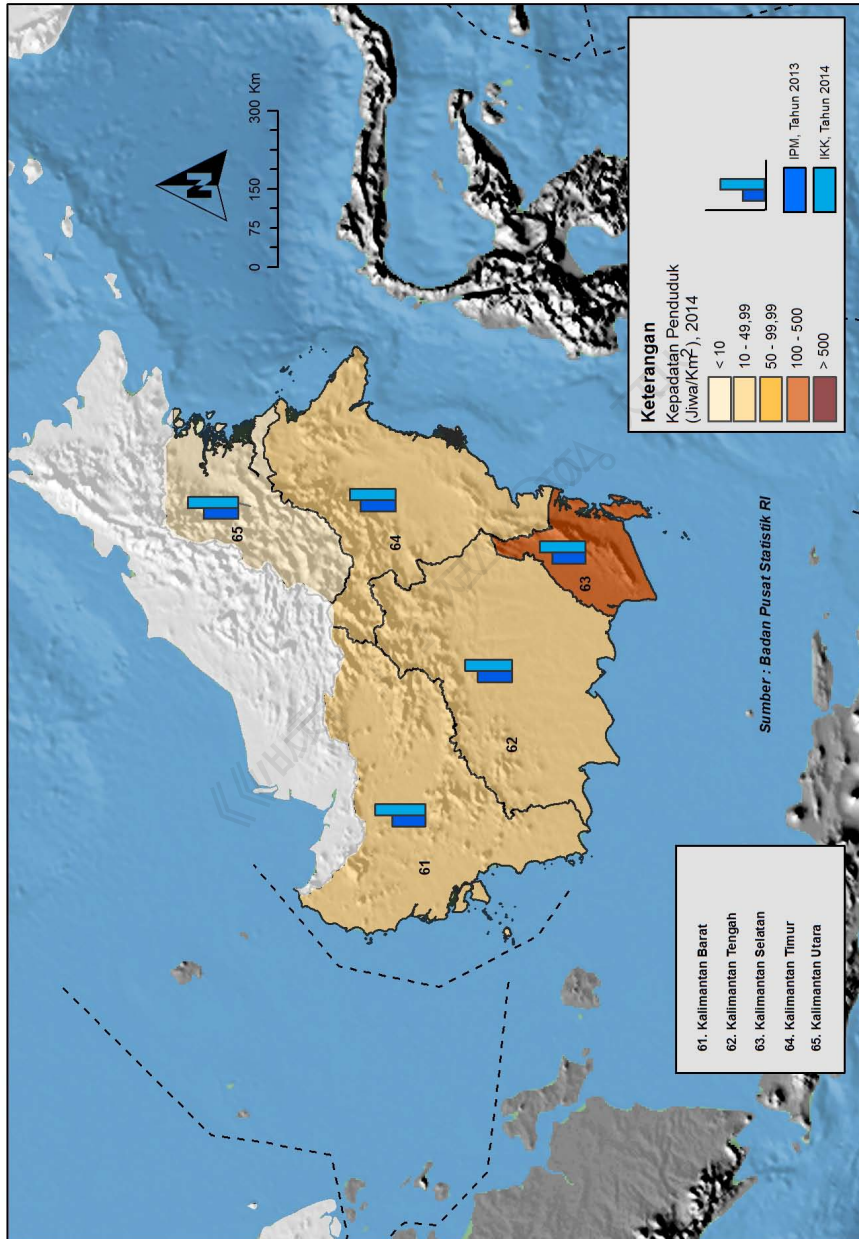 N
0 75 150 300 Km
65
64
61
62
63
Sumber : Badan Pusat Statistik RI
61. Kalimantan Barat
62. Kalimantan Tengah
63. Kalimantan Selatan
64. Kalimantan Timur
65. Kalimantan Utara
Keterangan
Kepadatan Penduduk
(Jiwa/Km²), 2014
< 10
10 - 49,99
50 - 99,99
100 - 500
> 500
IPM, Tahun 2013
IKK, Tahun 2014